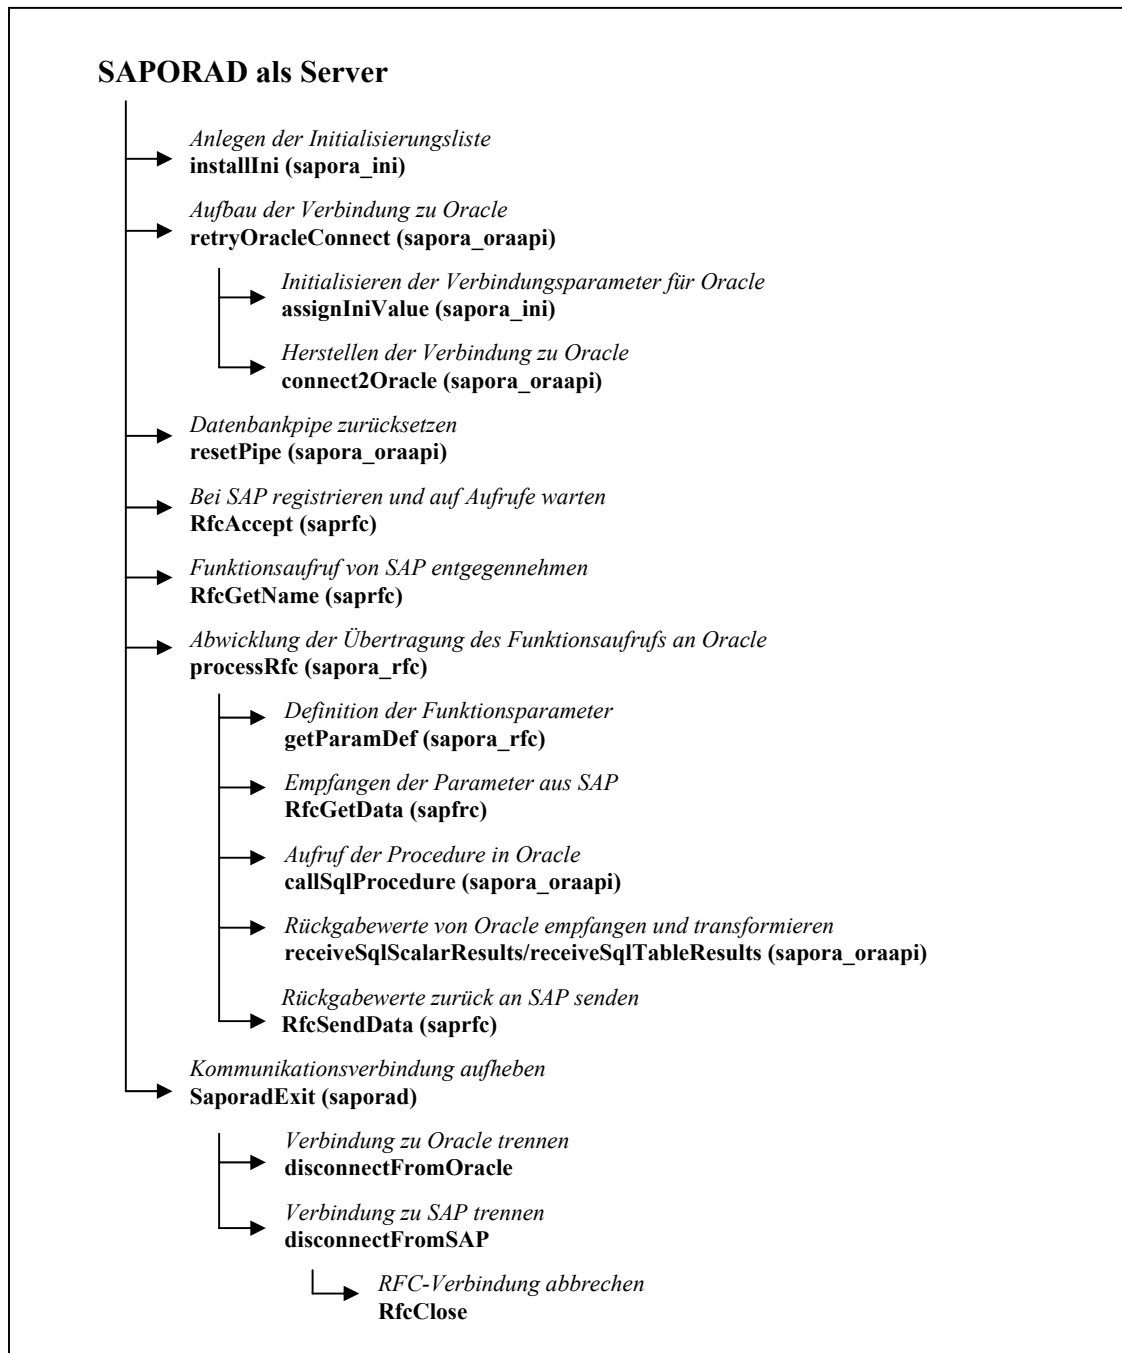 SAPORAD als Server
Anlegen der Initialisierungsliste
installIni (sapora_ini)
Aufbau der Verbindung zu Oracle
retryOracleConnect (sapora_oraapi)
Initialisieren der Verbindungsparameter für Oracle
assignIniValue (sapora_ini)
Herstellen der Verbindung zu Oracle
connect2Oracle (sapora_oraapi)
Datenbankpipe zurücksetzen
resetPipe (sapora_oraapi)
Bei SAP registrieren und auf Aufrufe warten
RfcAccept (saprfc)
Funktionsaufruf von SAP entgegennehmen
RfcGetName (saprfc)
Abwicklung der Übertragung des Funktionsaufrufs an Oracle
processRfc (sapora_rfc)
Definition der Funktionsparameter
getParamDef (sapora_rfc)
Empfangen der Parameter aus SAP
RfcGetData (sapfrc)
Aufruf der Procedure in Oracle
callSqlProcedure (sapora_oraapi)
Rückgabewerte von Oracle empfangen und transformieren
receiveSqlScalarResults/receiveSqlTableResults (sapora_oraapi)
Rückgabewerte zurück an SAP senden
RfcSendData (saprfc)
Kommunikationsverbindung aufheben
SaporadExit (saporad)
Verbindung zu Oracle trennen
disconnectFromOracle
Verbindung zu SAP trennen
disconnectFromSAP
RFC-Verbindung abbrechen
RfcClose